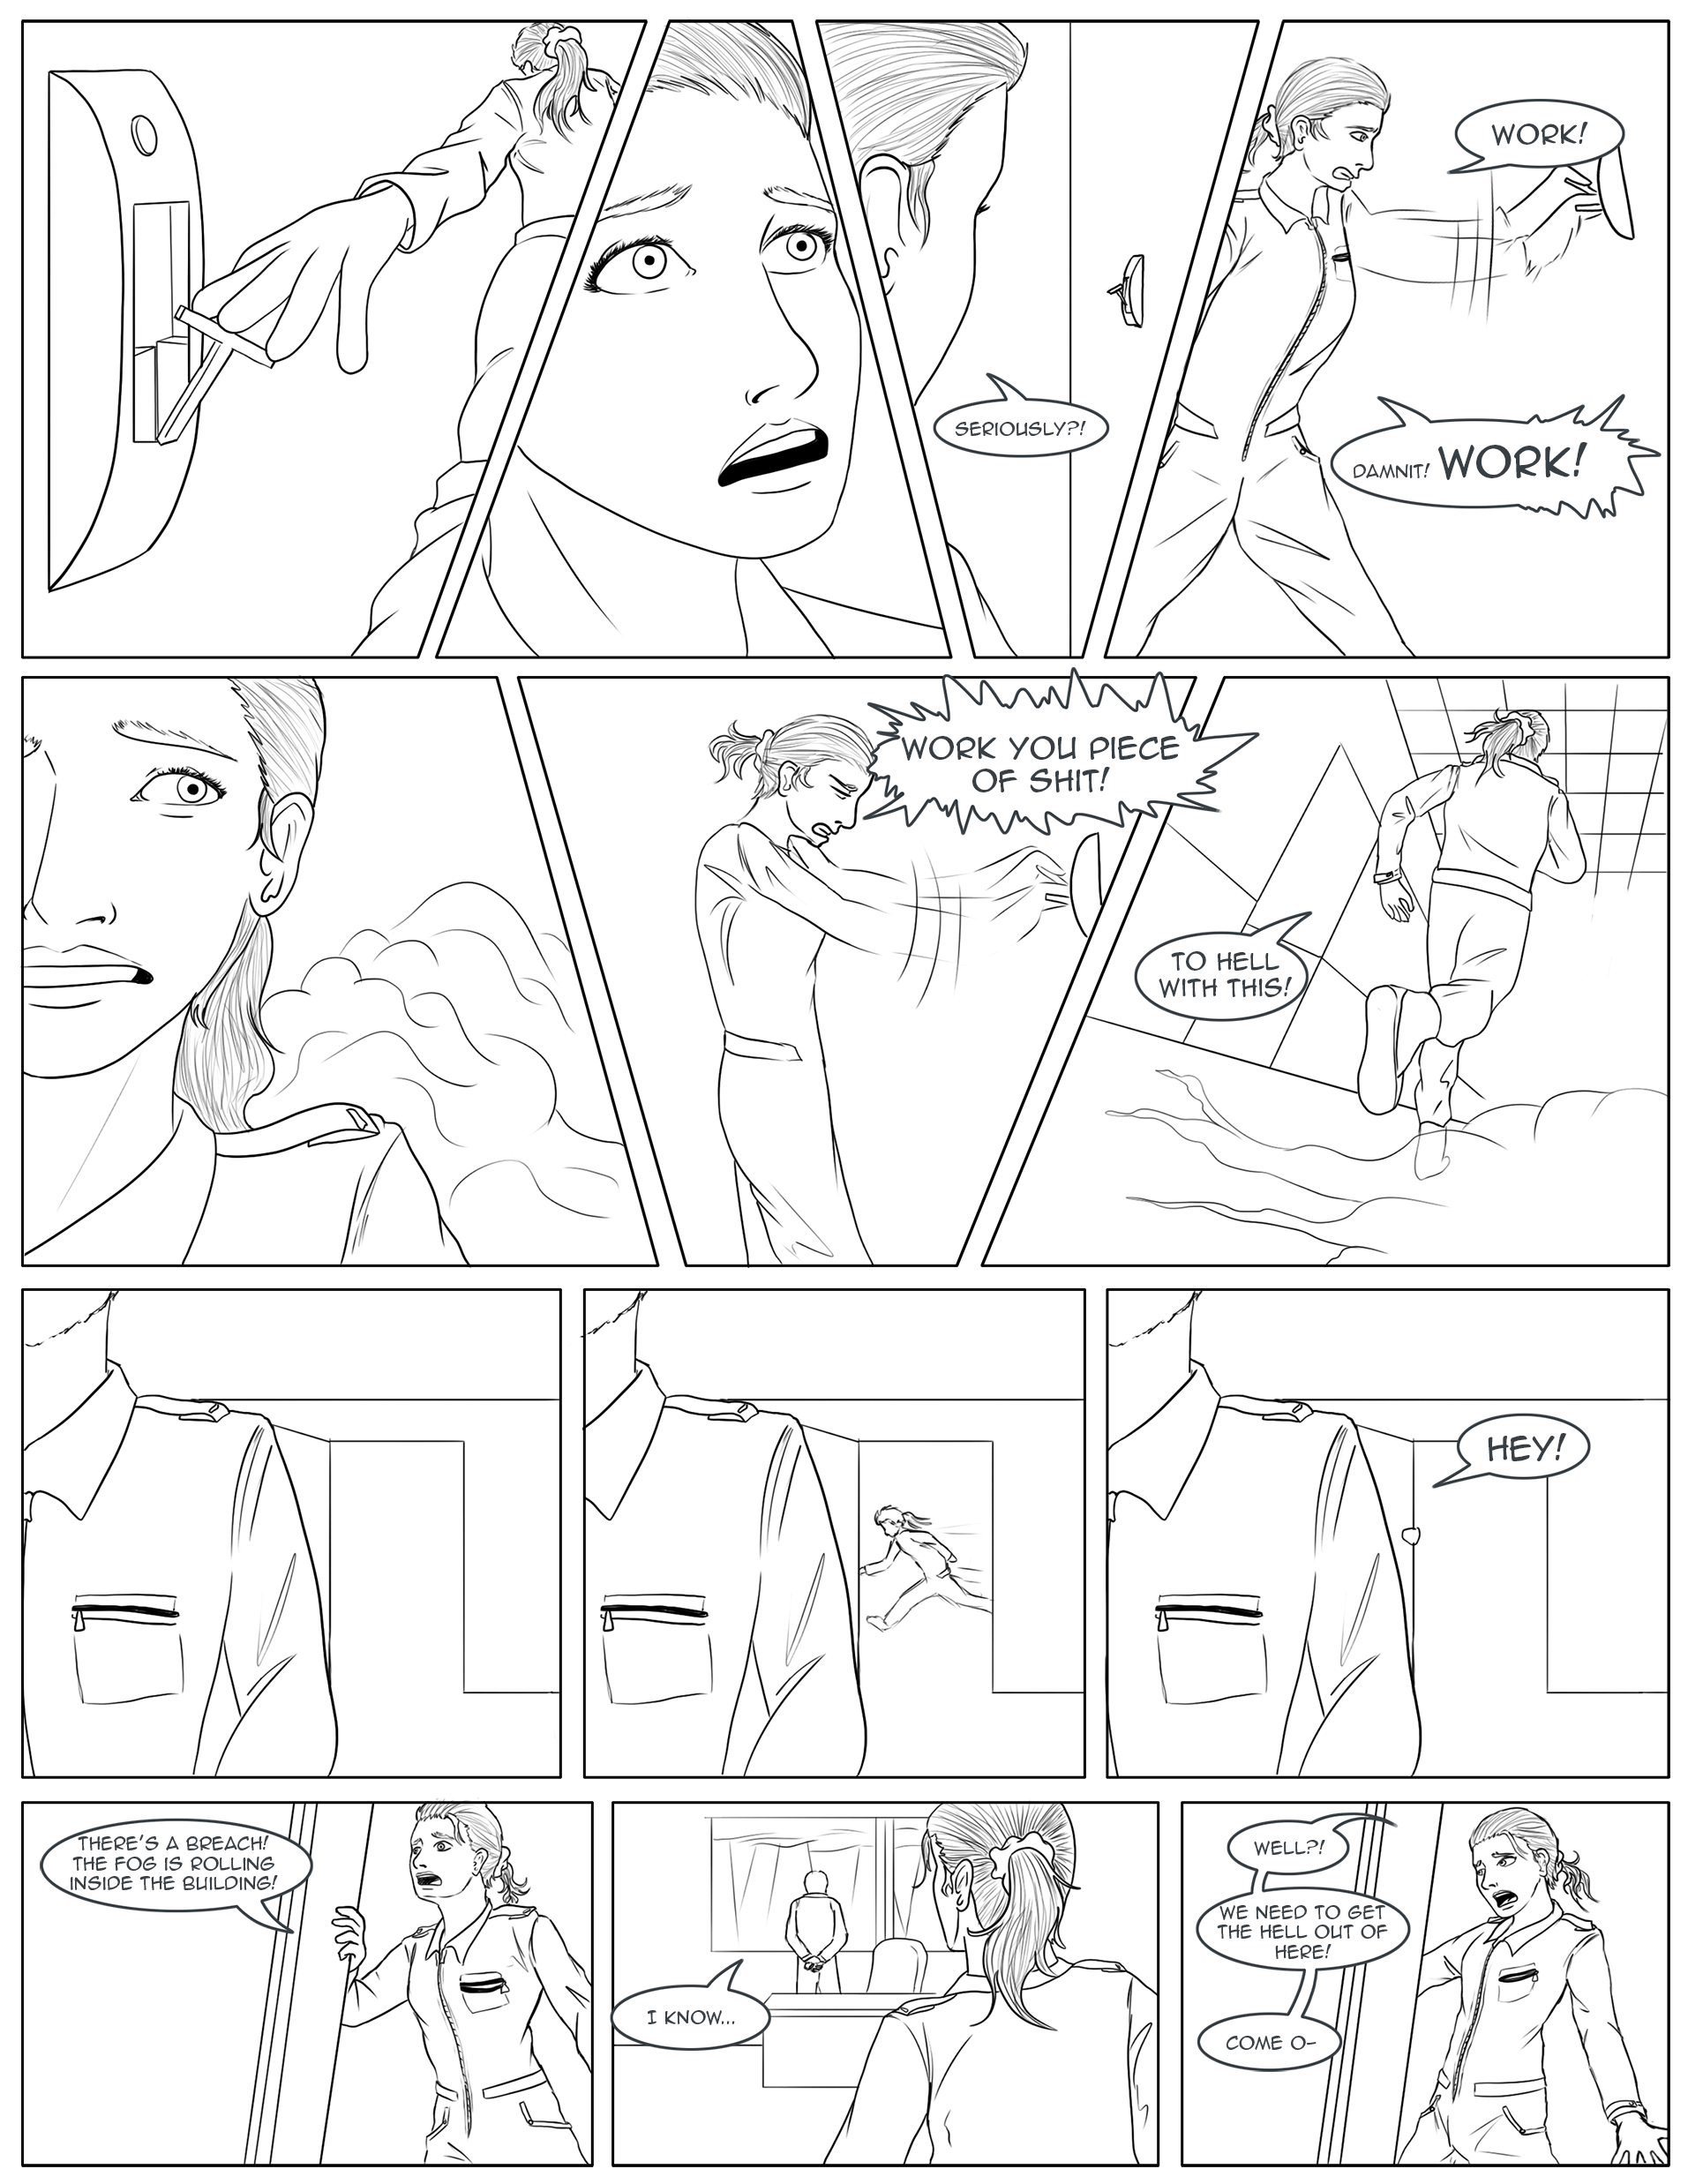 SERIOUSLY?!
WORK!
DAMNIT! WORK!
WORK YOU PIECE
OF SHIT!
TO HELL
WITH THIS!
HEY!
THERE'S A BREACH!
THE FOG IS ROLLING
INSIDE THE BUILDING!
I KNOW...
WELL?!
WE NEED TO GET
THE HELL OUT OF
HERE!
COME O-